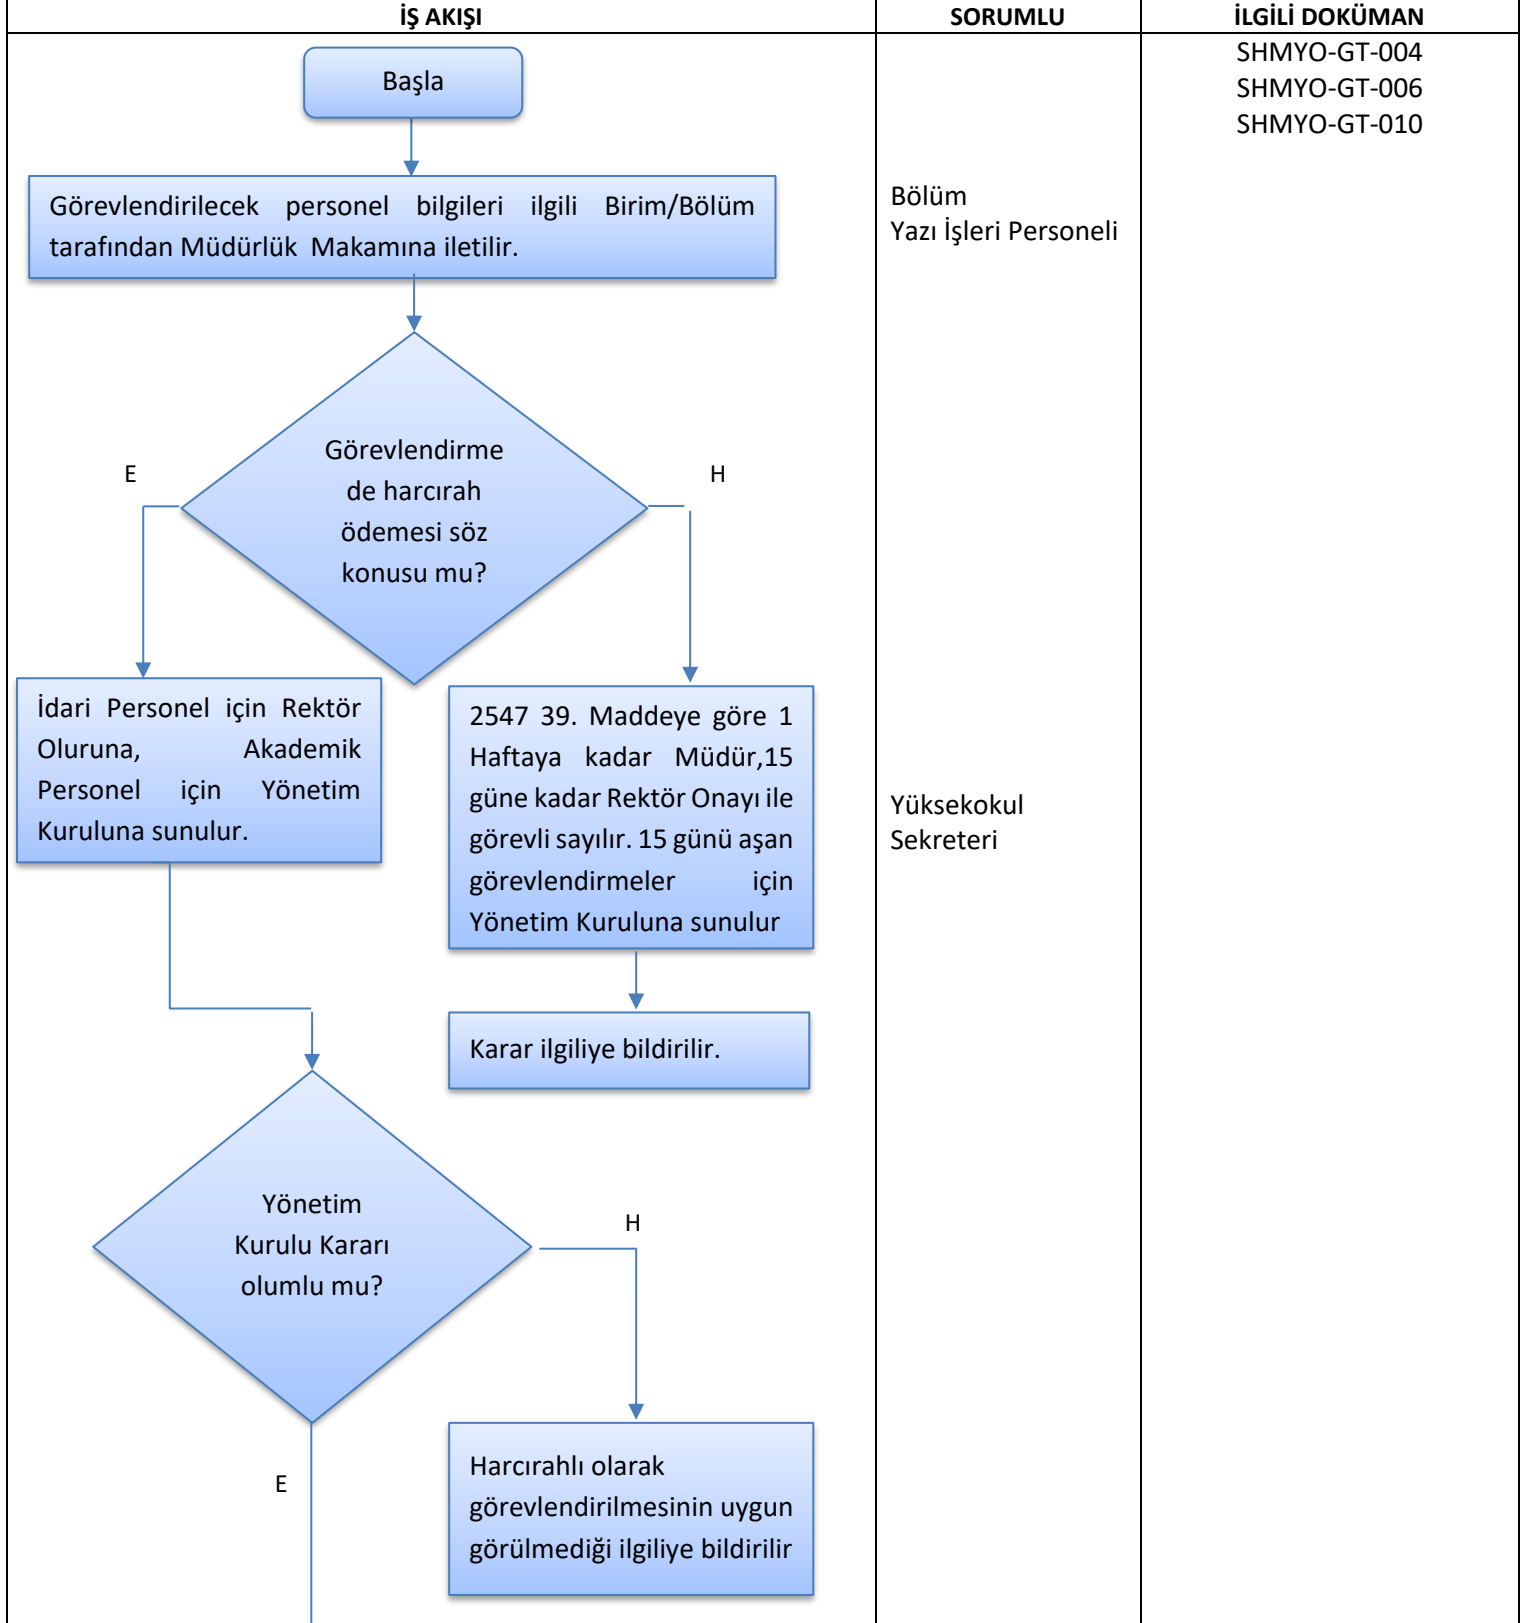 İŞ AKIŞI
SORUMLU
İLGİLİ DOKÜMAN
Başla
SHMYO-GT-004
SHMYO-GT-006
SHMYO-GT-010
Görevlendirilecek personel bilgileri ilgili Birim/Bölüm
tarafından Müdürlük Makamına iletilir.
Bölüm
Yazı İşleri Personeli
Görevlendirme
de harcırah
ödemesi söz
konusu mu?
E
H
İdari Personel için Rektör
Oluruna, Akademik
Personel için Yönetim
Kuruluna sunulur.
2547 39. Maddeye göre 1
Haftaya kadar Müdür,15
güne kadar Rektör Onayı ile
görevli sayılır. 15 günü aşan
görevlendirmeler için
Yönetim Kuruluna sunulur
Yüksekokul
Sekreteri
Karar ilgiliye bildirilir.
Yönetim
Kurulu Kararı
olumlu mu?
H
E
Harcırahlı olarak
görevlendirilmesinin uygun
görülmediği ilgiliye bildirilir